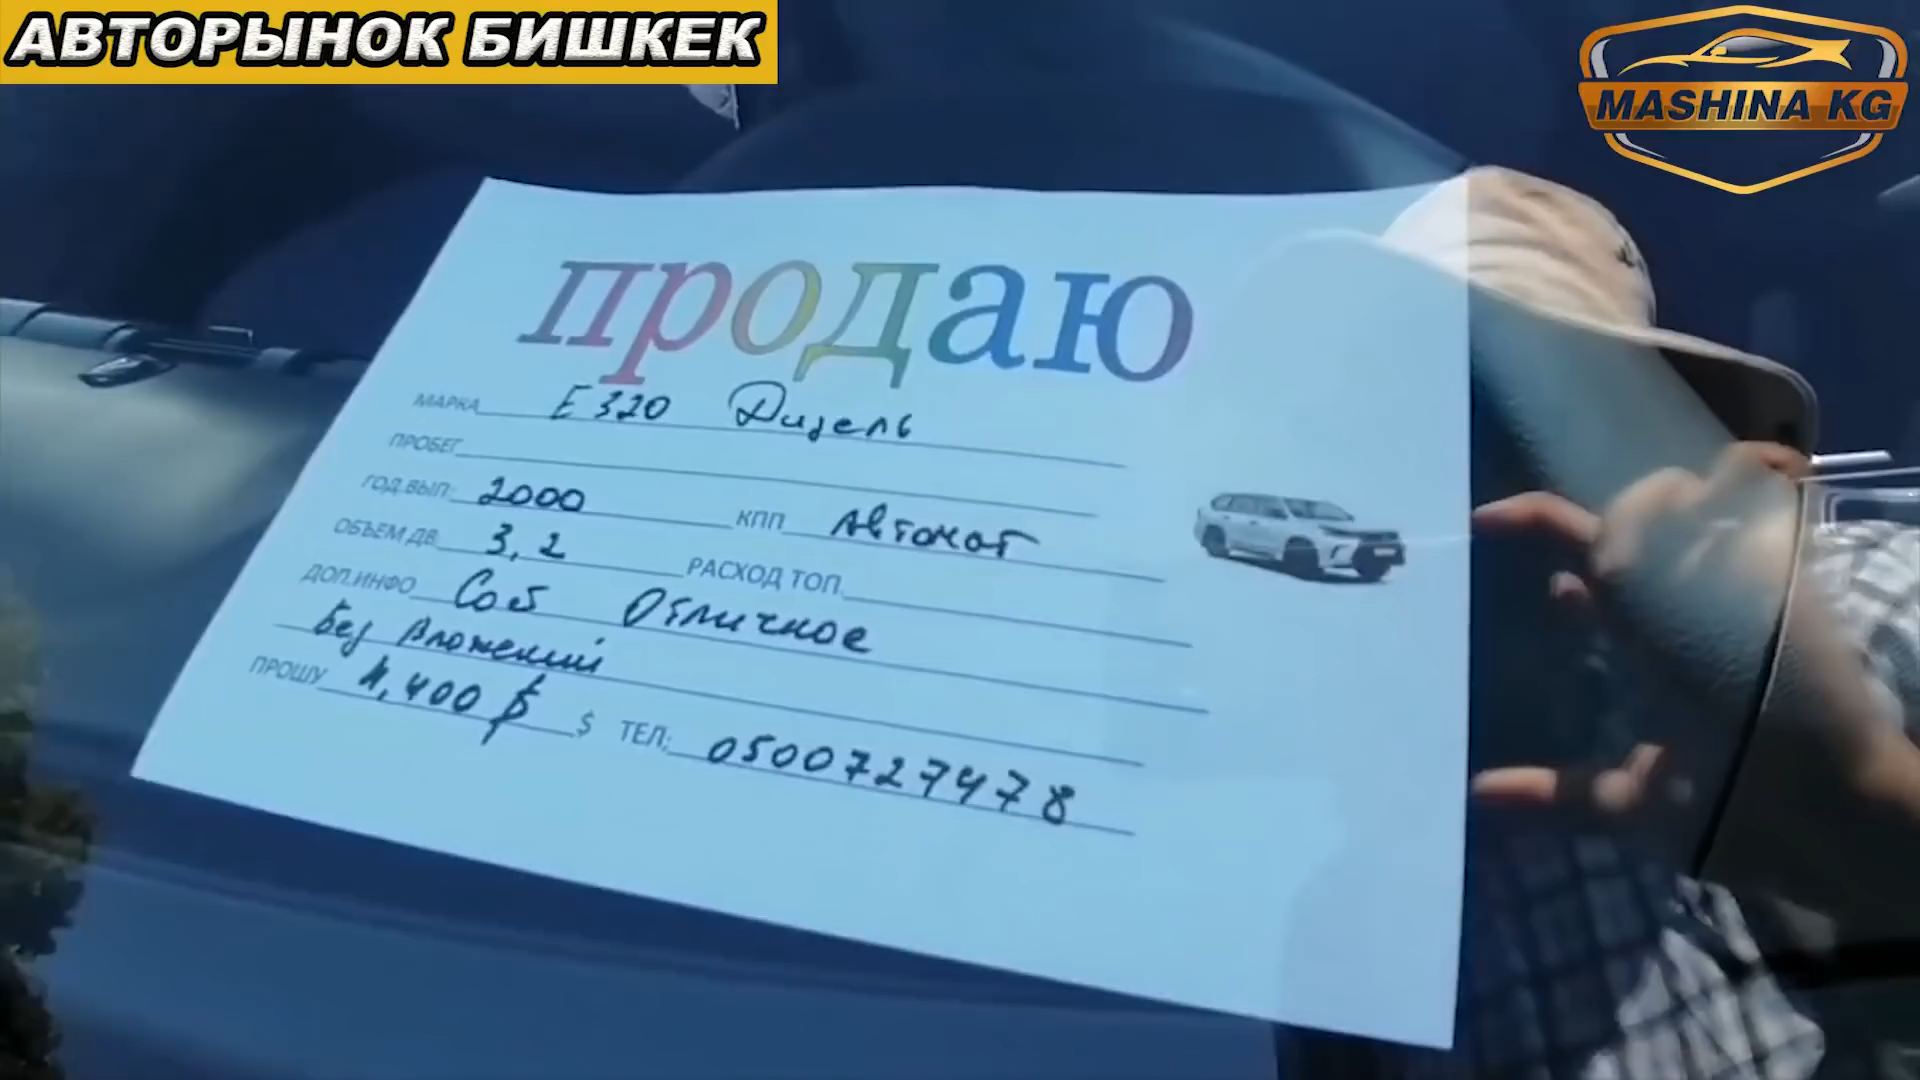 АВТОРЫНОК БИШКЕК
MASHINA KG
продаю
МАРКА Е 320 Дизель
ПРОБЕГ
ГОД.ВЫП: 2000 КПП Автомат
ОБЪЕМ ДВ. 3,2 РАСХОД ТОП.
ДОП.ИНФО Сост Отличное
Без вложений
ПРОШУ 4,400 $ $ ТЕЛ: 0500727478